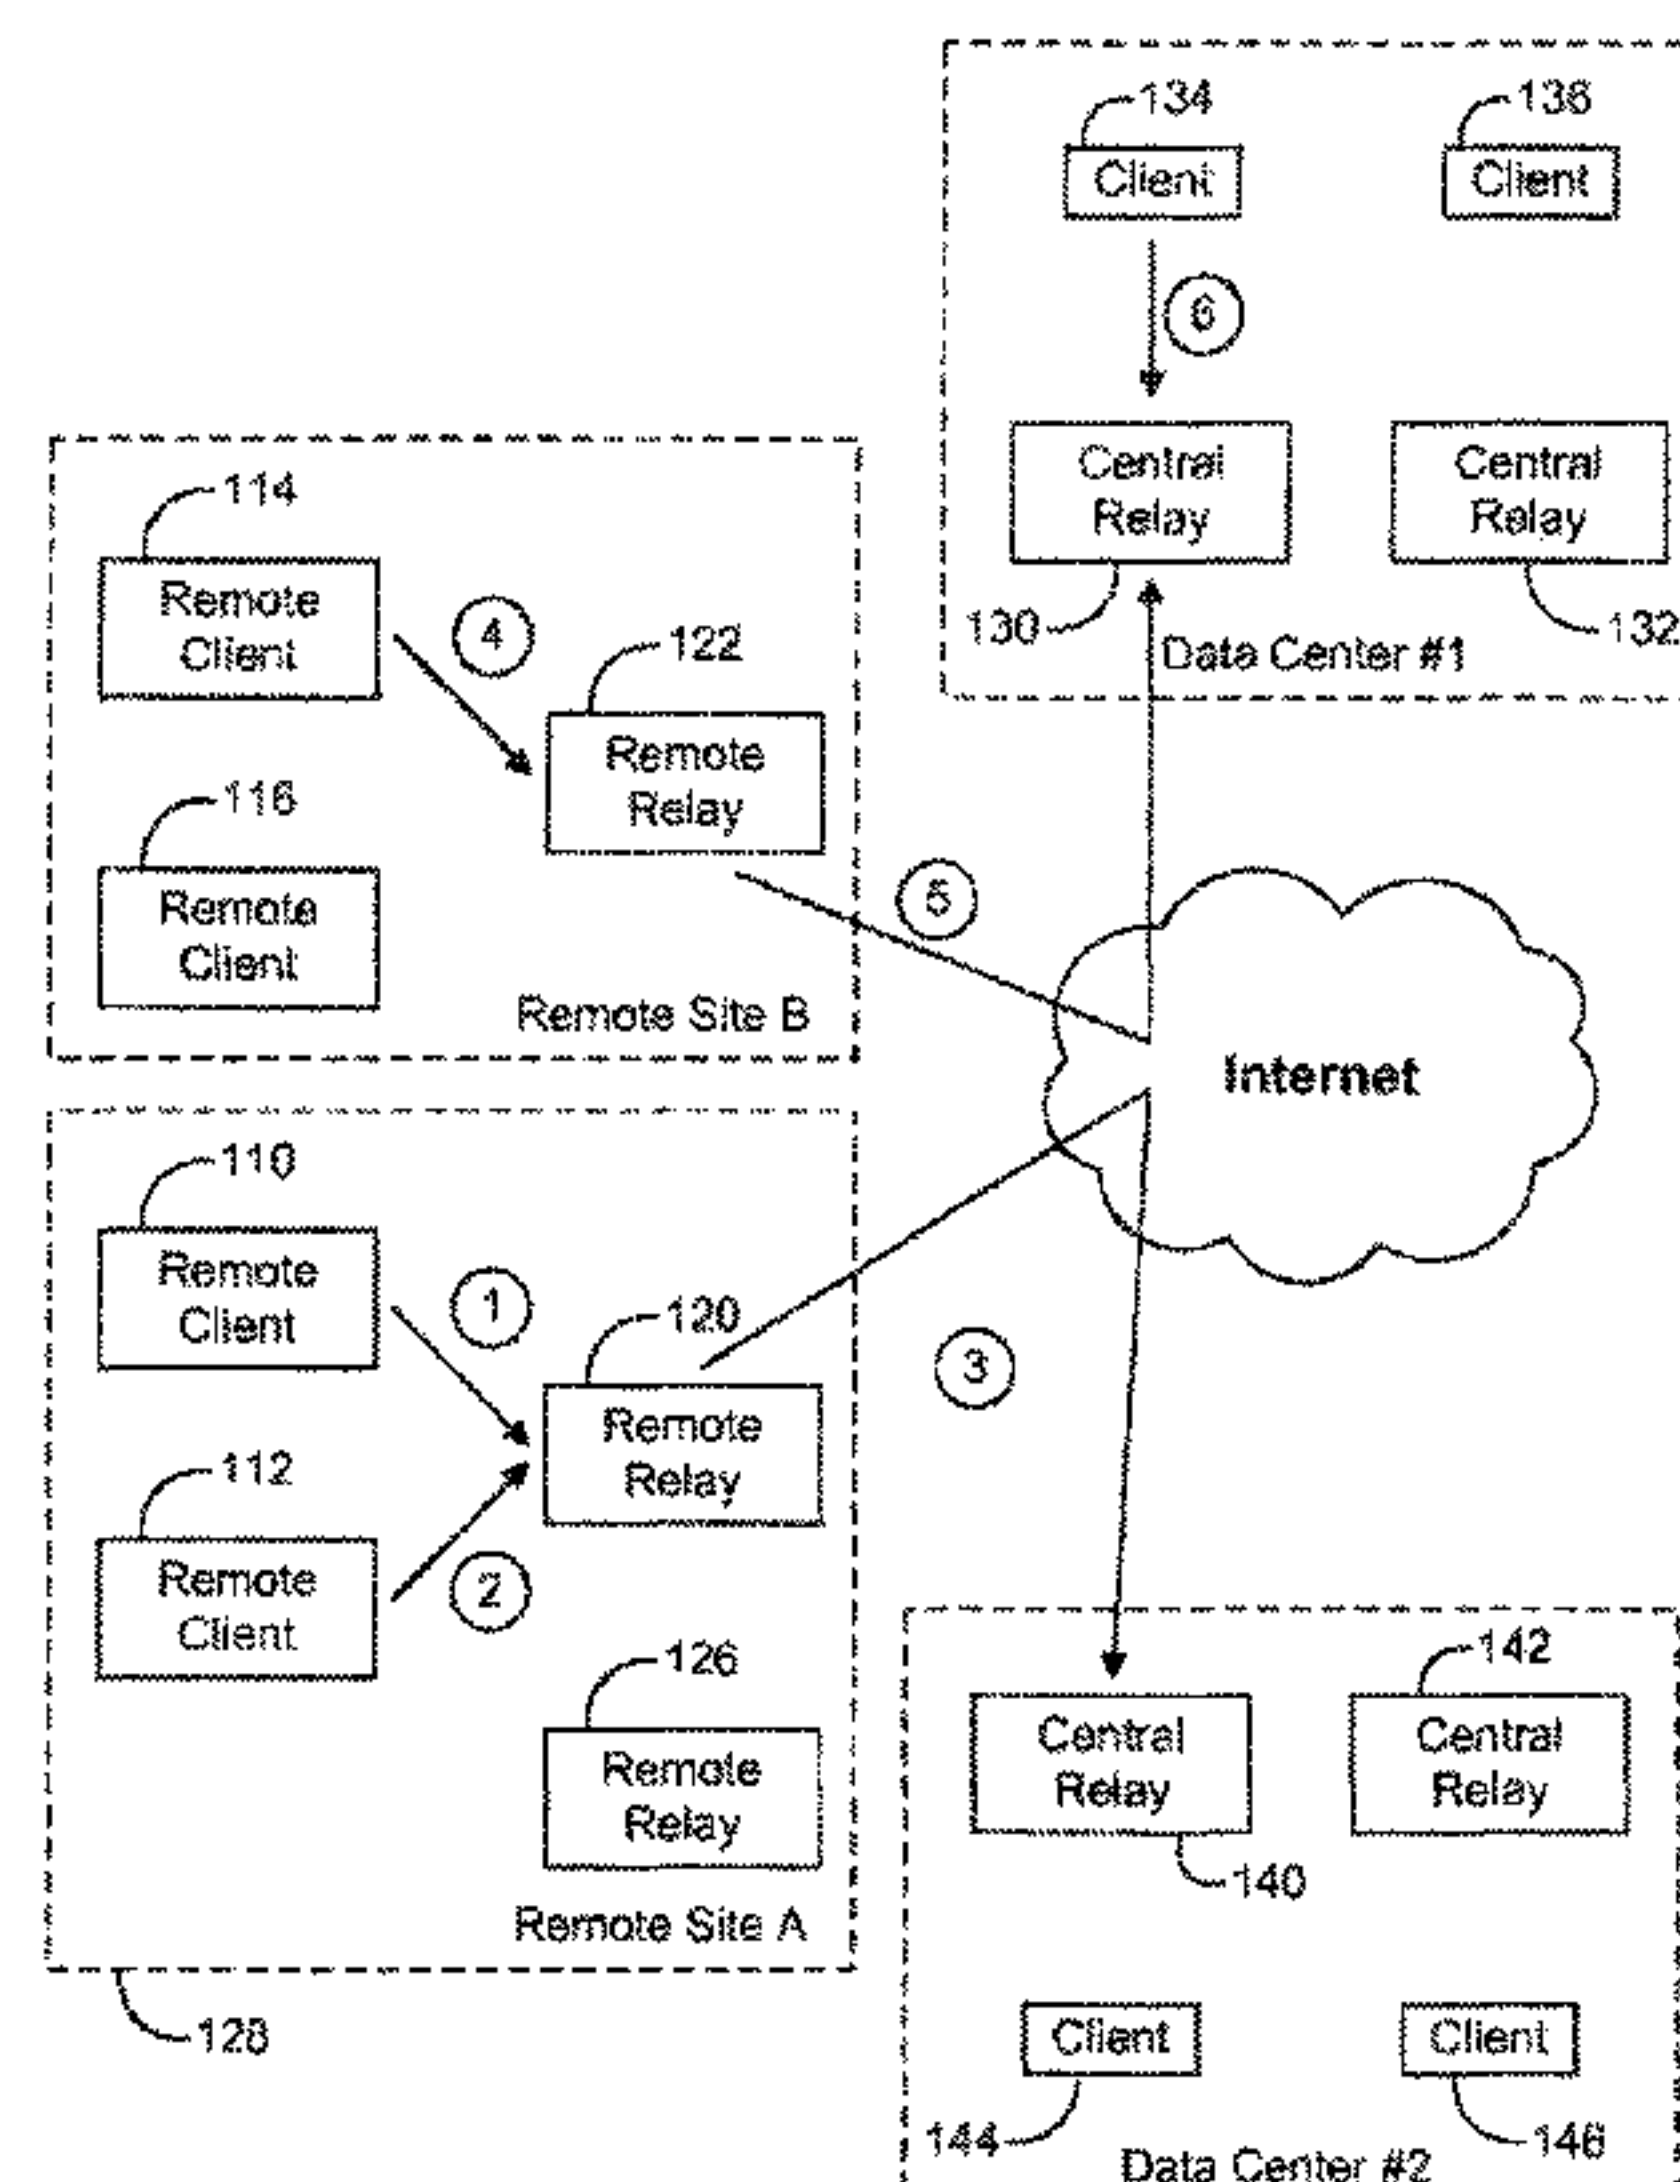 134
136
Client
Client
6
Central
Relay
Central
Relay
130
132
Data Center #1
114
Remote
Client
4
122
Remote
Relay
116
Remote
Client
5
Remote Site B
Internet
110
Remote
Client
1
120
Remote
Relay
3
112
Remote
Client
2
126
Remote
Relay
Remote Site A
128
142
Central
Relay
Central
Relay
140
Client
Client
144
146
Data Center #2